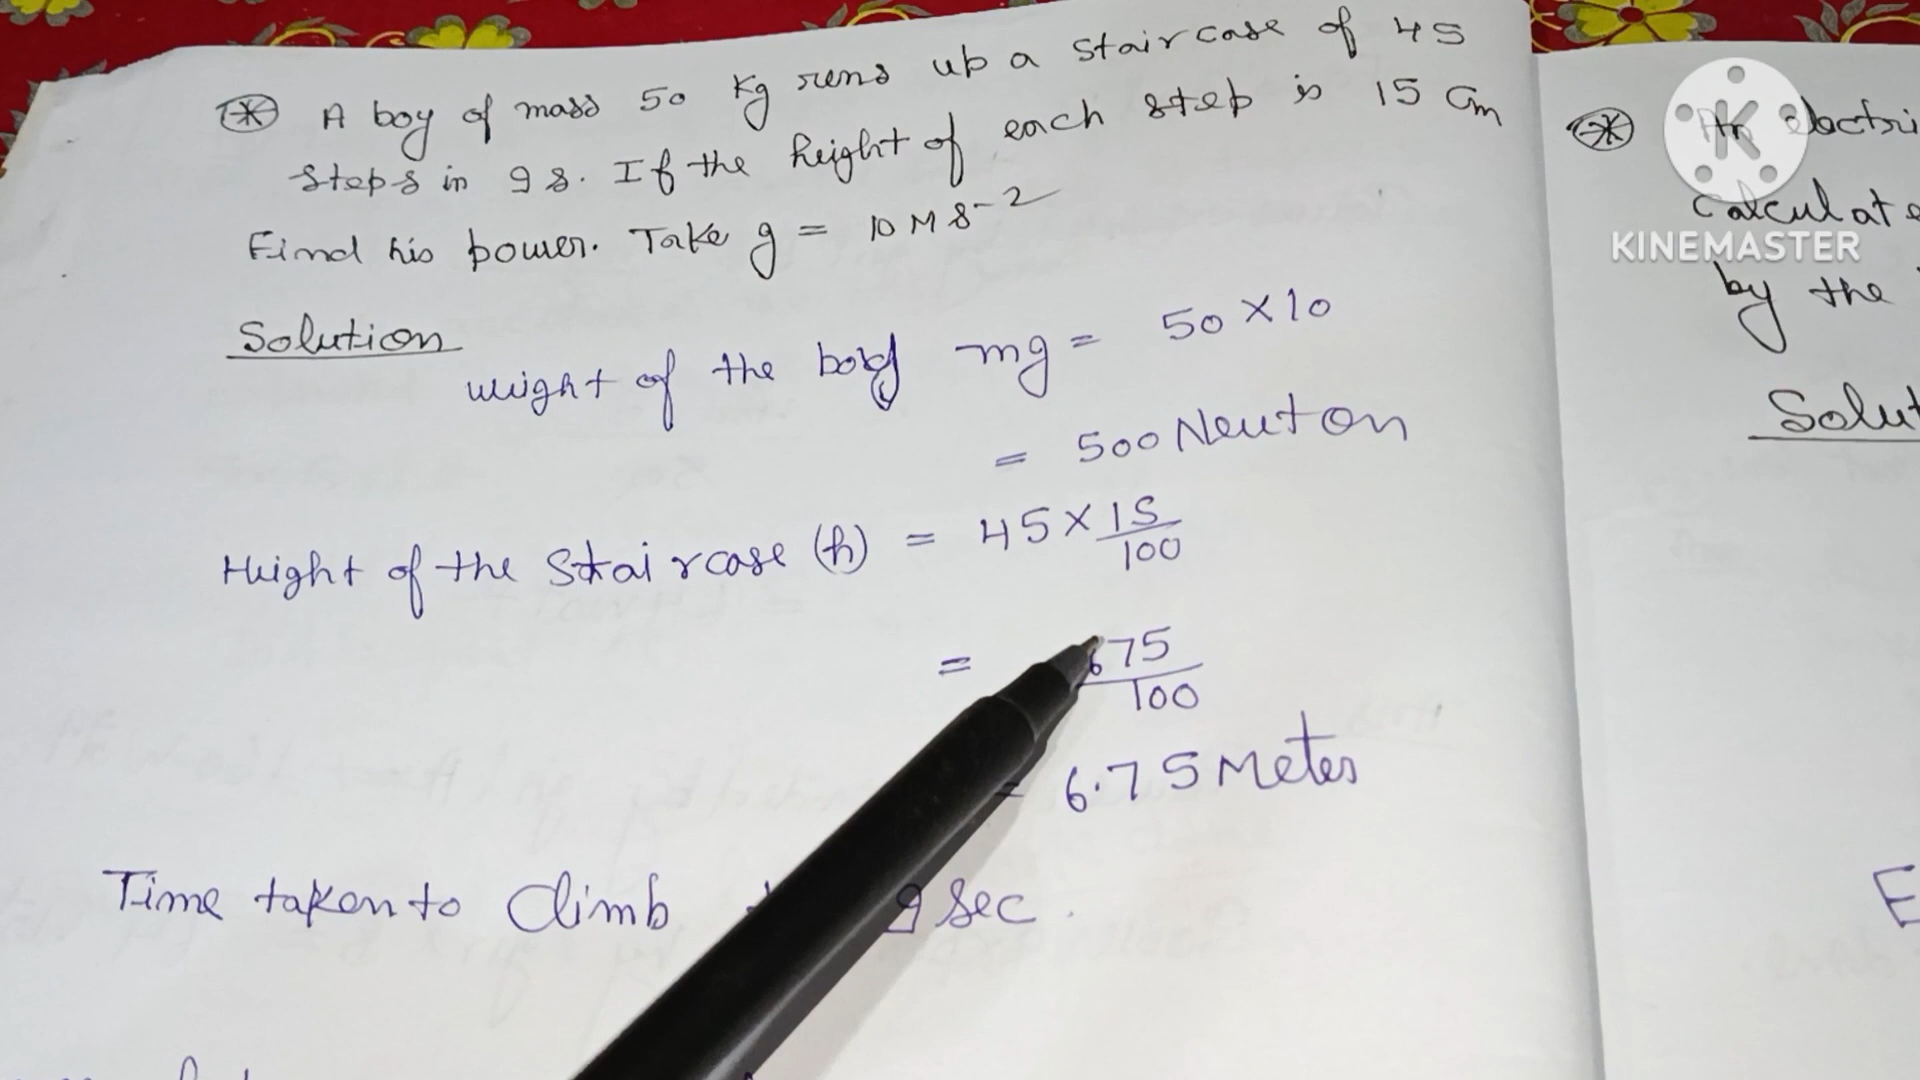 A boy of mass 50 Kg runs up a staircase of 45
steps in 9 s. If the height of each step is 15 Cm
Find his power. Take g = 10 M s-2
Solution
weight of the body mg = 50 × 10
= 500 Neuton
Height of the Staircase (h) = 45 × 15/100
= 675/100
= 6.75 Meter
Time taken to Climb 9 sec.
electri
Calculate
by the
Solut
E
KINEMASTER